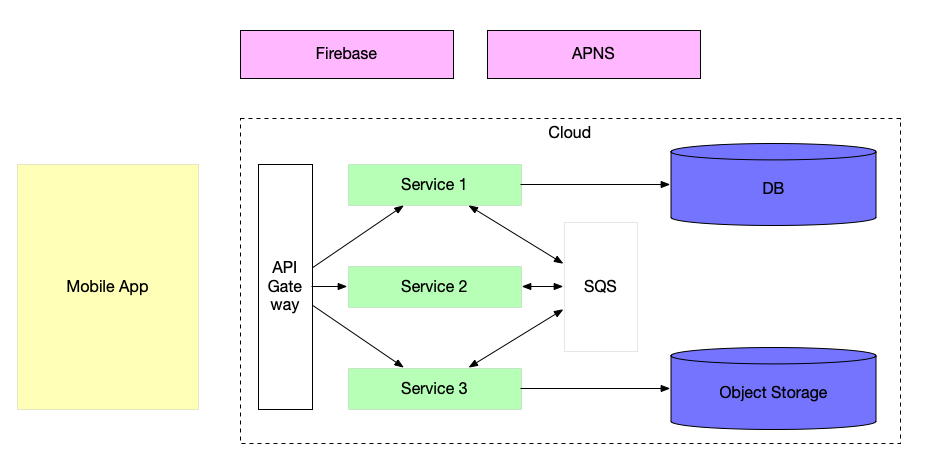 Firebase
APNS
Cloud
Service 1
DB
Mobile App
API
Gate
way
Service 2
SQS
Service 3
Object Storage